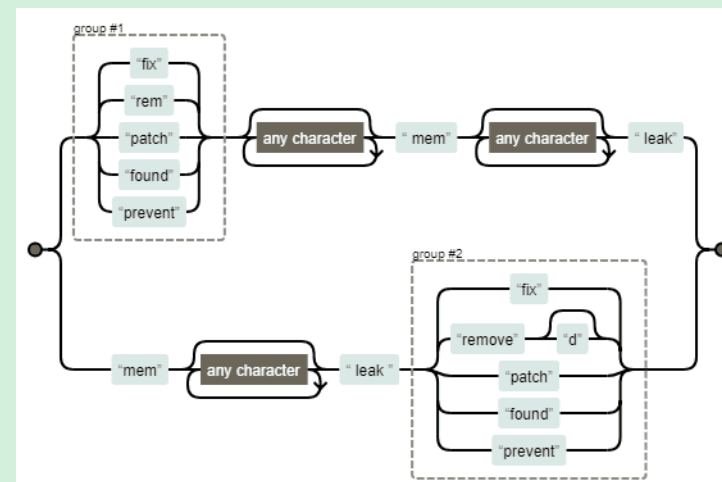 group #1
“fix”
“rem”
“patch”
“found”
“prevent”
any character
“ mem”
any character
“ leak”
group #2
“fix”
“remove”
“d”
“patch”
“found”
“prevent”
“mem”
any character
“ leak ”